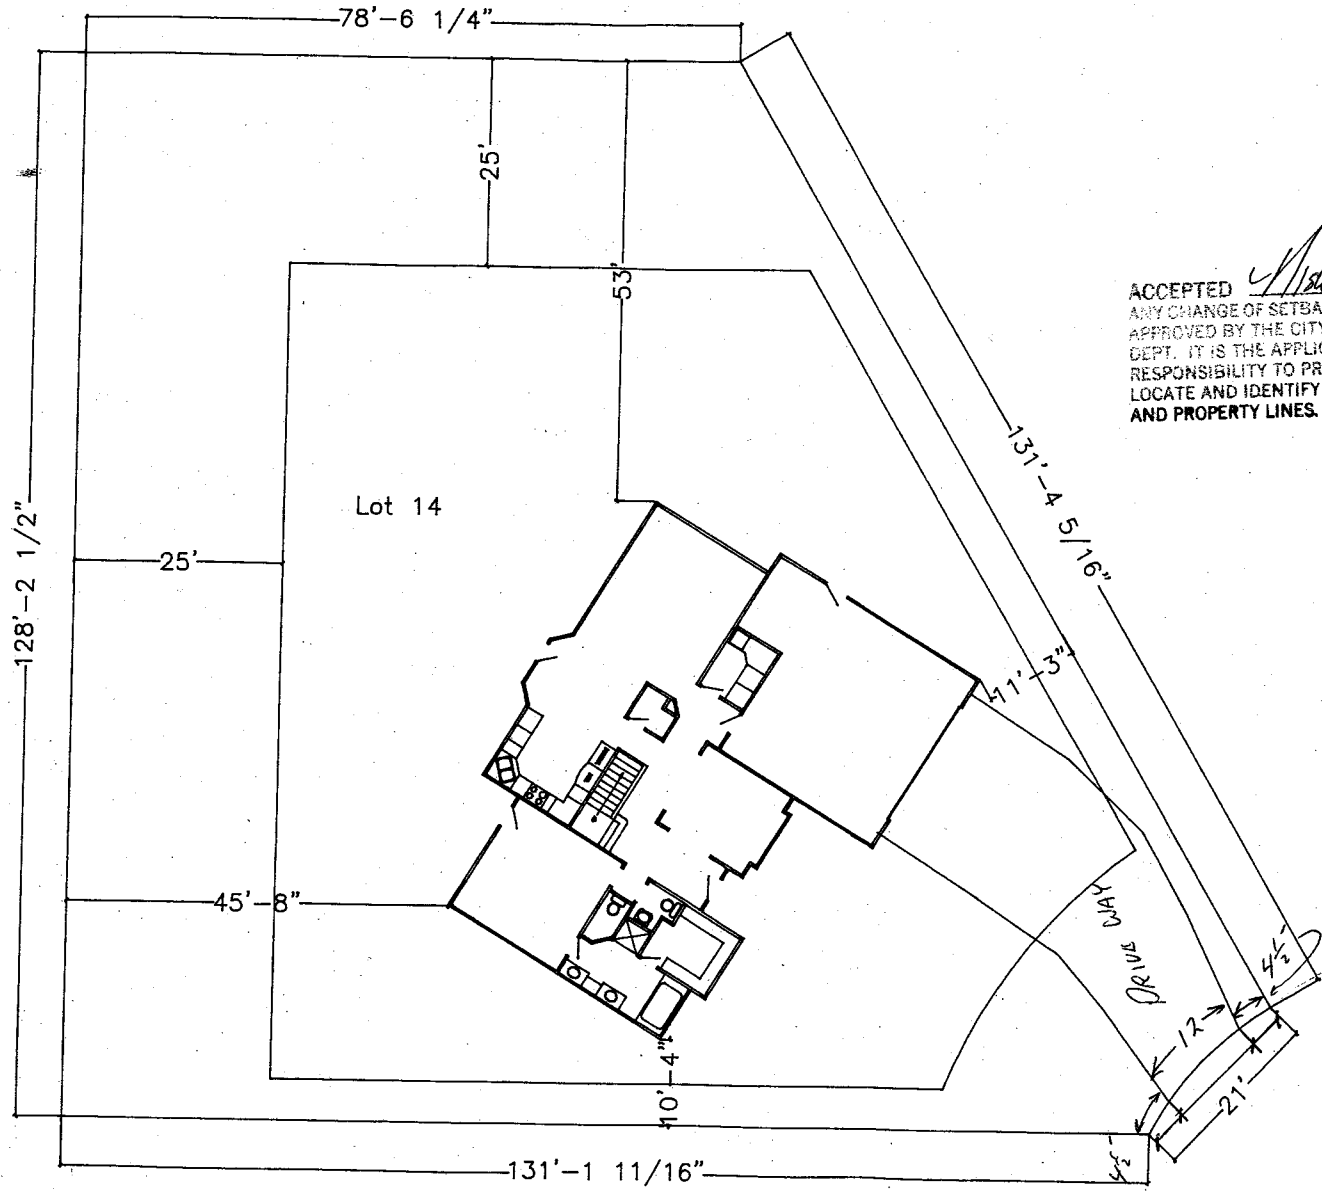 78'-6 1/4"
25'
53'
ACCEPTED
ANY CHANGE OF SETBA
APPROVED BY THE CITY
DEPT. IT IS THE APPLIC
RESPONSIBILITY TO PR
LOCATE AND IDENTIFY
AND PROPERTY LINES.
131'-4 5/16"
Lot 14
128'-2 1/2"
25'
11'-3"
45'-8"
DRIVE WAY
4½'
12
10'-4"
21'
4½'
131'-1 11/16"